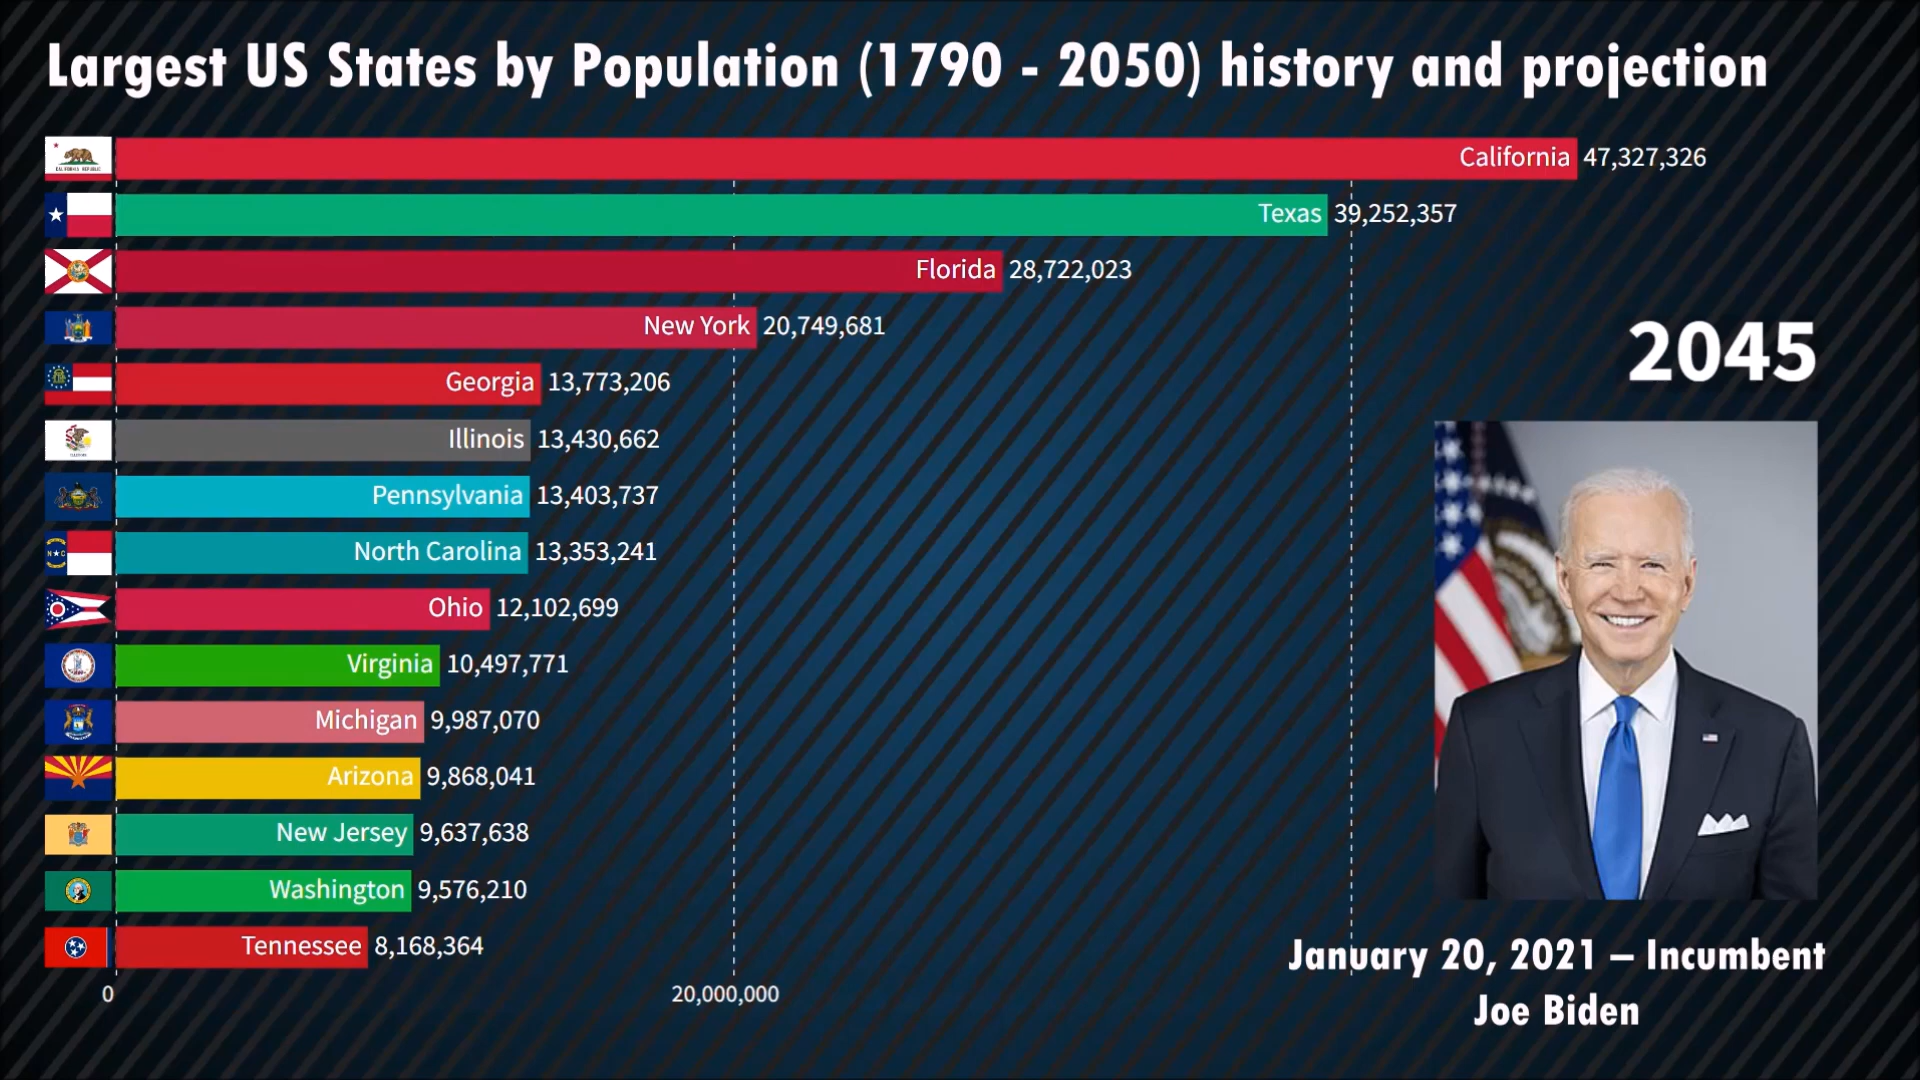 Largest US States by Population (1790 - 2050) history and projection
California 47,327,326
Texas 39,252,357
Florida 28,722,023
New York 20,749,681
Georgia 13,773,206
Illinois 13,430,662
Pennsylvania 13,403,737
North Carolina 13,353,241
Ohio 12,102,699
Virginia 10,497,771
Michigan 9,987,070
Arizona 9,868,041
New Jersey 9,637,638
Washington 9,576,210
Tennessee 8,168,364
0 20,000,000
2045
January 20, 2021 – Incumbent
Joe Biden